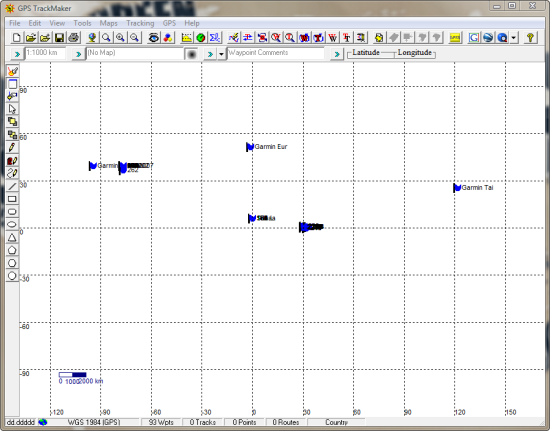 GPS TrackMaker
File Edit View Tools Maps Tracking GPS Help
1:1000 km (No Map) Waypoint Comments Latitude Longitude
90
60
Garmin Eur
Garmin
262
30
Garmin Tai
0
-30
-60
-90
0 1000 2000 km
-120 -90 -60 -30 0 30 60 90 120 150
dd.ddddd WGS 1984 (GPS) 93 Wpts 0 Tracks 0 Points 0 Routes Country